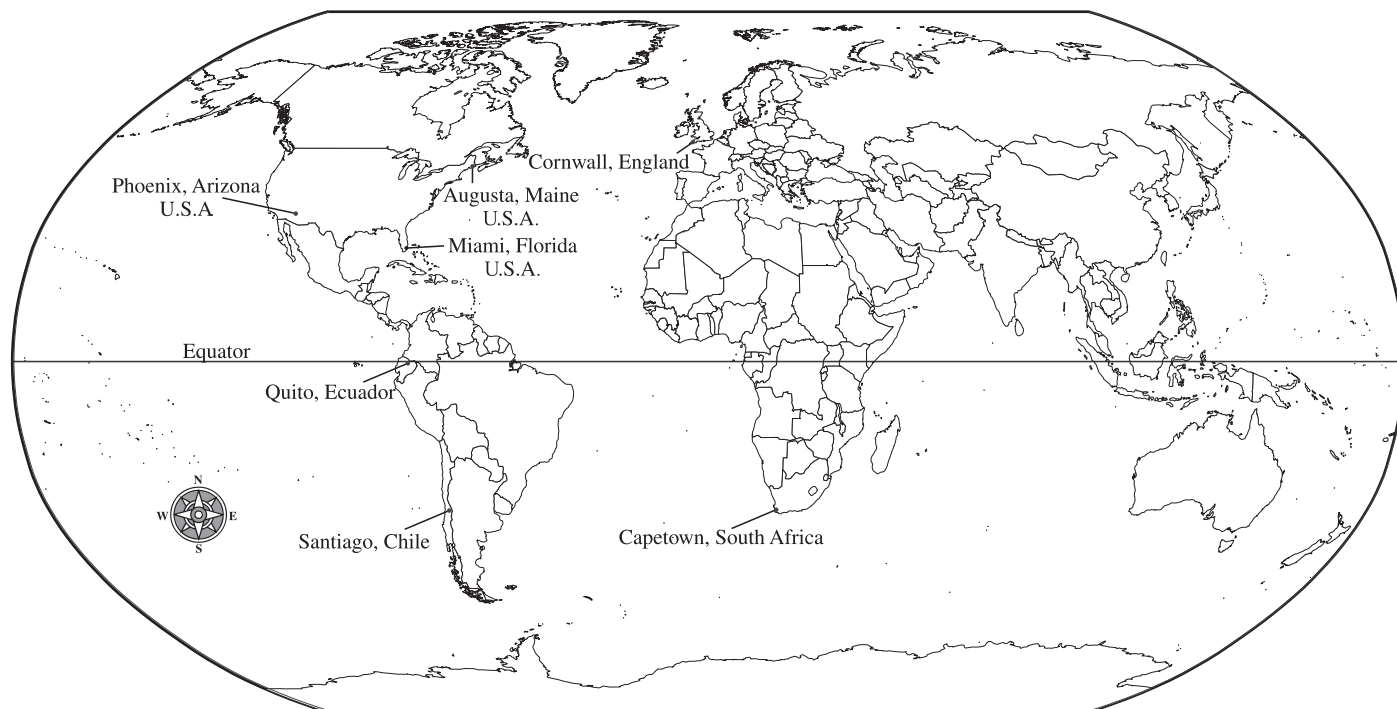 Cornwall, England
Phoenix, Arizona
U.S.A
Augusta, Maine
U.S.A.
Miami, Florida
U.S.A.
Equator
Quito, Ecuador
N
W
E
S
Santiago, Chile
Capetown, South Africa